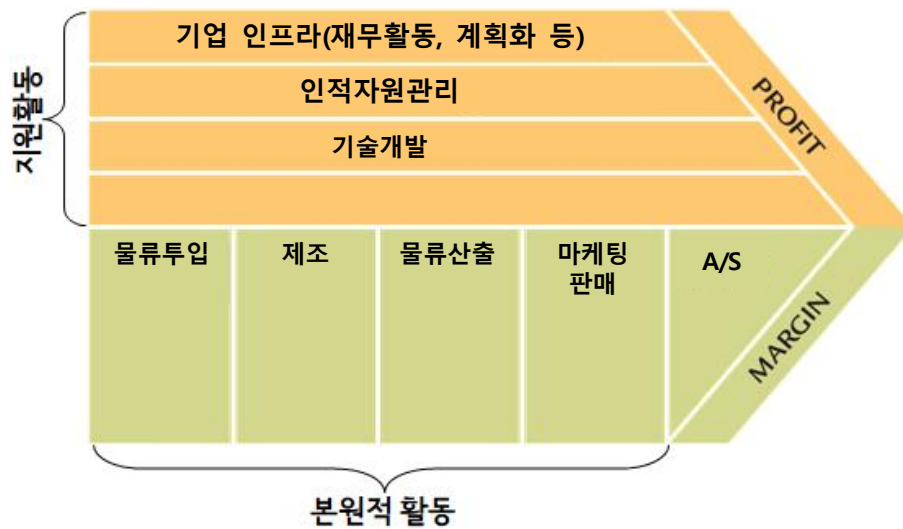 기업 인프라(재무활동, 계획화 등)
인적자원관리
기술개발
지원활동
PROFIT
물류투입
제조
물류산출
마케팅
판매
A/S
MARGIN
본원적 활동